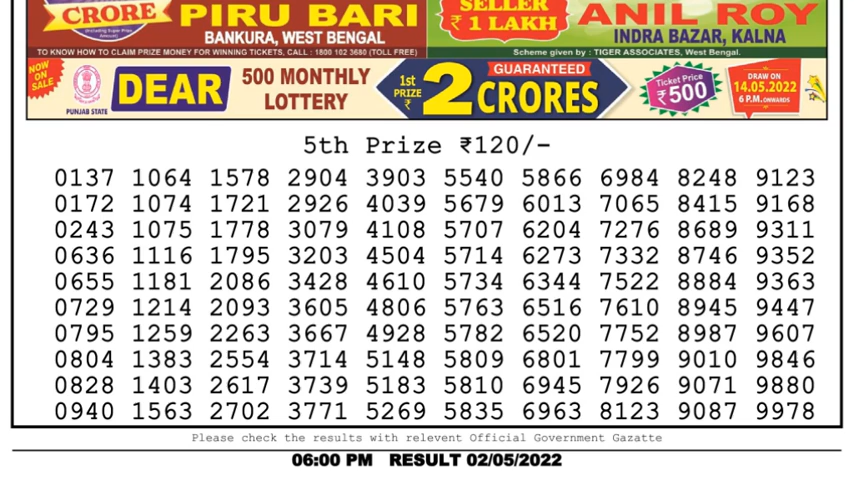 CRORE PIRU BARI
BANKURA, WEST BENGAL
TO KNOW HOW TO CLAIM PRIZE MONEY FOR WINNING TICKETS, CALL : 1800 102 3680 (TOLL FREE)
SELLER
₹ 1 LAKH
ANIL ROY
INDRA BAZAR, KALNA
Scheme given by : TIGER ASSOCIATES, West Bengal.
NOW ON SALE
PUNJAB STATE
DEAR
500 MONTHLY
LOTTERY
1st
PRIZE
₹
2
GUARANTEED
CRORES
Ticket Price
₹500
DRAW ON
14.05.2022
6 P.M. ONWARDS
5th Prize ₹120/-
0137 1064 1578 2904 3903 5540 5866 6984 8248 9123
0172 1074 1721 2926 4039 5679 6013 7065 8415 9168
0243 1075 1778 3079 4108 5707 6204 7276 8689 9311
0636 1116 1795 3203 4504 5714 6273 7332 8746 9352
0655 1181 2086 3428 4610 5734 6344 7522 8884 9363
0729 1214 2093 3605 4806 5763 6516 7610 8945 9447
0795 1259 2263 3667 4928 5782 6520 7752 8987 9607
0804 1383 2554 3714 5148 5809 6801 7799 9010 9846
0828 1403 2617 3739 5183 5810 6945 7926 9071 9880
0940 1563 2702 3771 5269 5835 6963 8123 9087 9978
Please check the results with relevent Official Government Gazatte
06:00 PM RESULT 02/05/2022